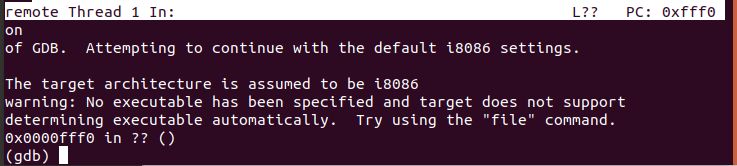 remote Thread 1 In: L?? PC: 0xfff0
on
of GDB.  Attempting to continue with the default i8086 settings.

The target architecture is assumed to be i8086
warning: No executable has been specified and target does not support
determining executable automatically.  Try using the "file" command.
0x0000fff0 in ?? ()
(gdb)